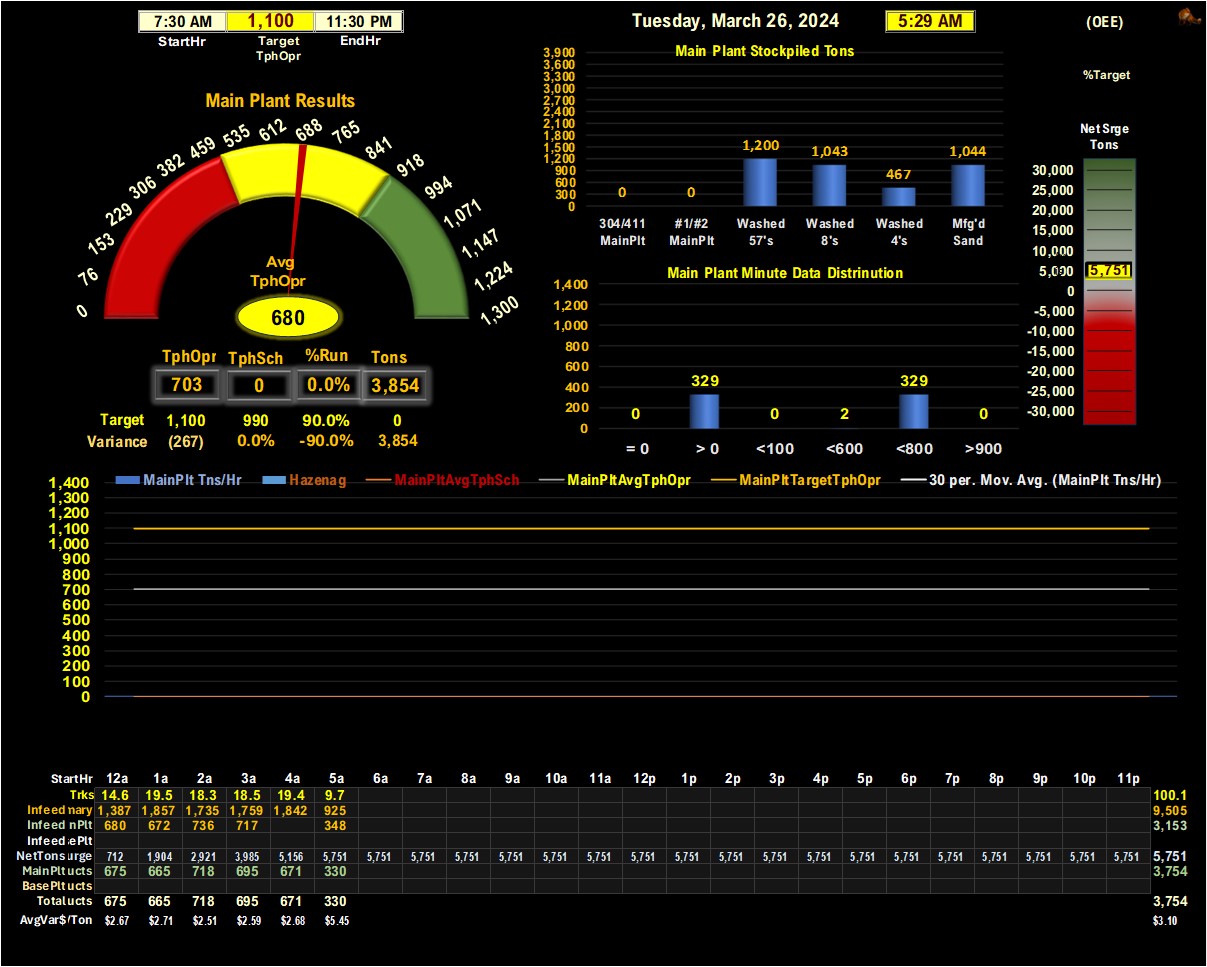 7:30 AM 1,100 11:30 PM
StartHr Target EndHr
TphOpr
Tuesday, March 26, 2024 5:29 AM (OEE)
%Target
Main Plant Stockpiled Tons
3,900
3,600
3,300
3,000
2,700
2,400
2,100
1,800
1,500
1,200
900
600
300
0
0 0 1,200 1,043 467 1,044
304/411 #1/#2 Washed Washed Washed Mfg'd
MainPlt MainPlt 57's 8's 4's Sand
Net Srge
Tons
30,000
25,000
20,000
15,000
10,000
5,000
0
-5,000
-10,000
-15,000
-20,000
-25,000
-30,000
5,751
Main Plant Results
0 76 153 229 306 382 459 535 612 688 765 841 918 994 1,071 1,147 1,224 1,300
Avg
TphOpr
680
TphOpr TphSch %Run Tons
703 0 0.0% 3,854
Target 1,100 990 90.0% 0
Variance (267) 0.0% -90.0% 3,854
Main Plant Minute Data Distrinution
1,400
1,200
1,000
800
600
400
200
0
0 329 0 2 329 0
= 0 > 0 <100 <600 <800 >900
MainPlt Tns/Hr Hazenag MainPltAvgTphSch MainPltAvgTphOpr MainPltTargetTphOpr 30 per. Mov. Avg. (MainPlt Tns/Hr)
1,400
1,300
1,200
1,100
1,000
900
800
700
600
500
400
300
200
100
0
StartHr 12a 1a 2a 3a 4a 5a 6a 7a 8a 9a 10a 11a 12p 1p 2p 3p 4p 5p 6p 7p 8p 9p 10p 11p
Trks 14.6 19.5 18.3 18.5 19.4 9.7 100.1
Infeed nary 1,387 1,857 1,735 1,759 1,842 925 9,505
Infeed nPlt 680 672 736 717 348 3,153
Infeed ePlt
NetTons urge 712 1,904 2,921 3,985 5,156 5,751 5,751 5,751 5,751 5,751 5,751 5,751 5,751 5,751 5,751 5,751 5,751 5,751 5,751 5,751 5,751 5,751 5,751 5,751 5,751
MainPlt ucts 675 665 718 695 671 330 3,754
BasePlt ucts
Total ucts 675 665 718 695 671 330 3,754
AvgVar$/Ton $2.67 $2.71 $2.51 $2.59 $2.68 $5.45 $3.10